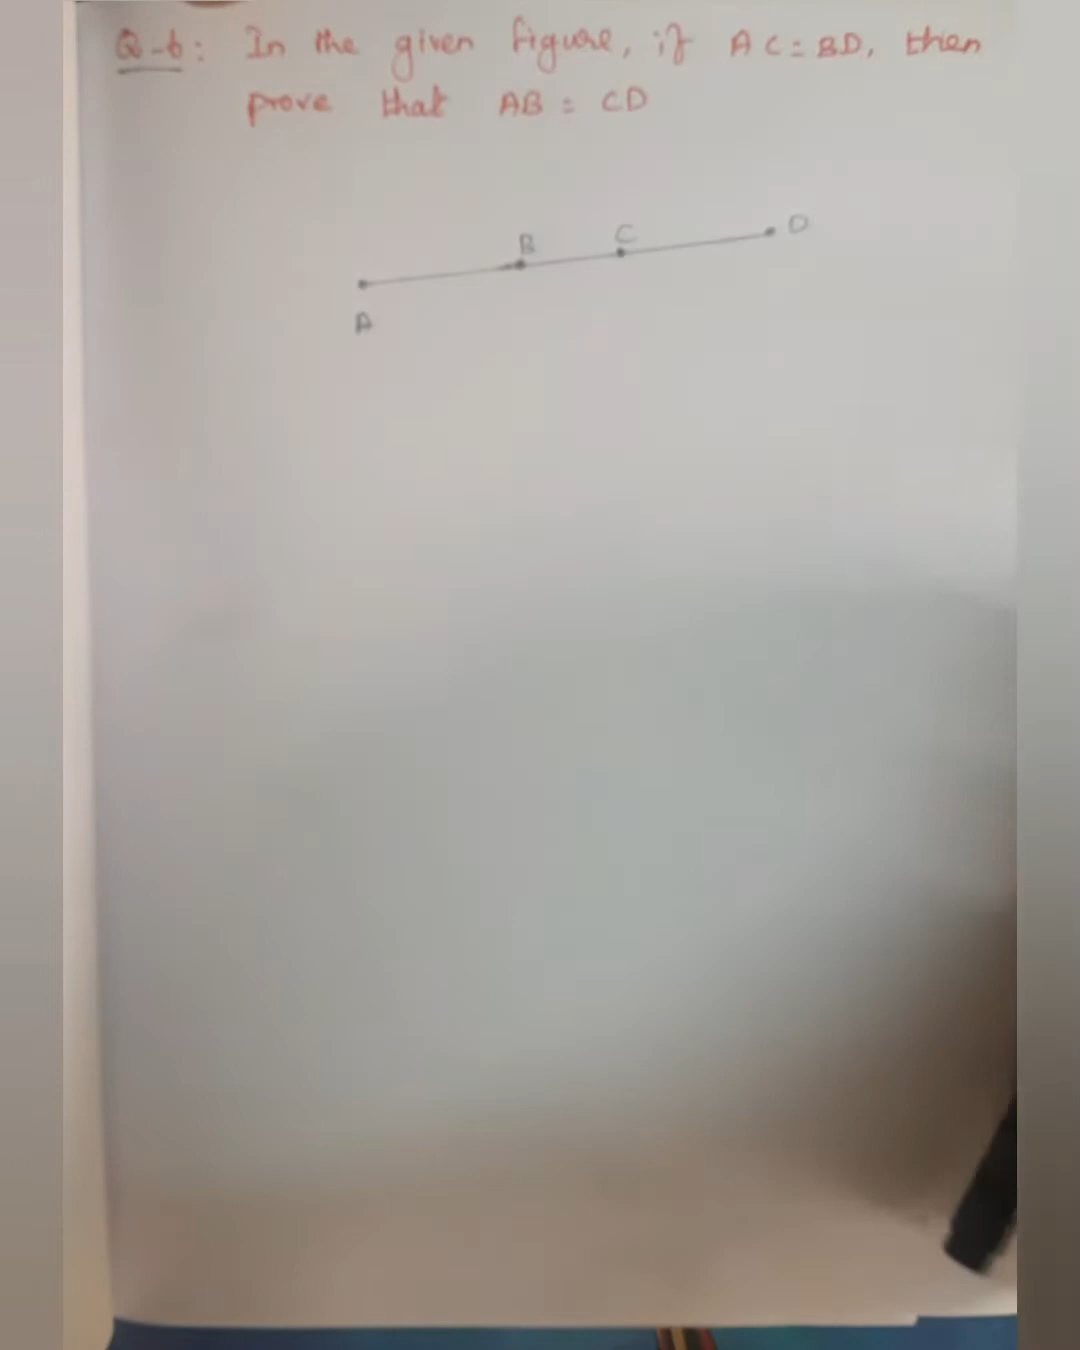 Q-6: In the given figure, if AC = BD, then
prove that AB = CD
B C D
A